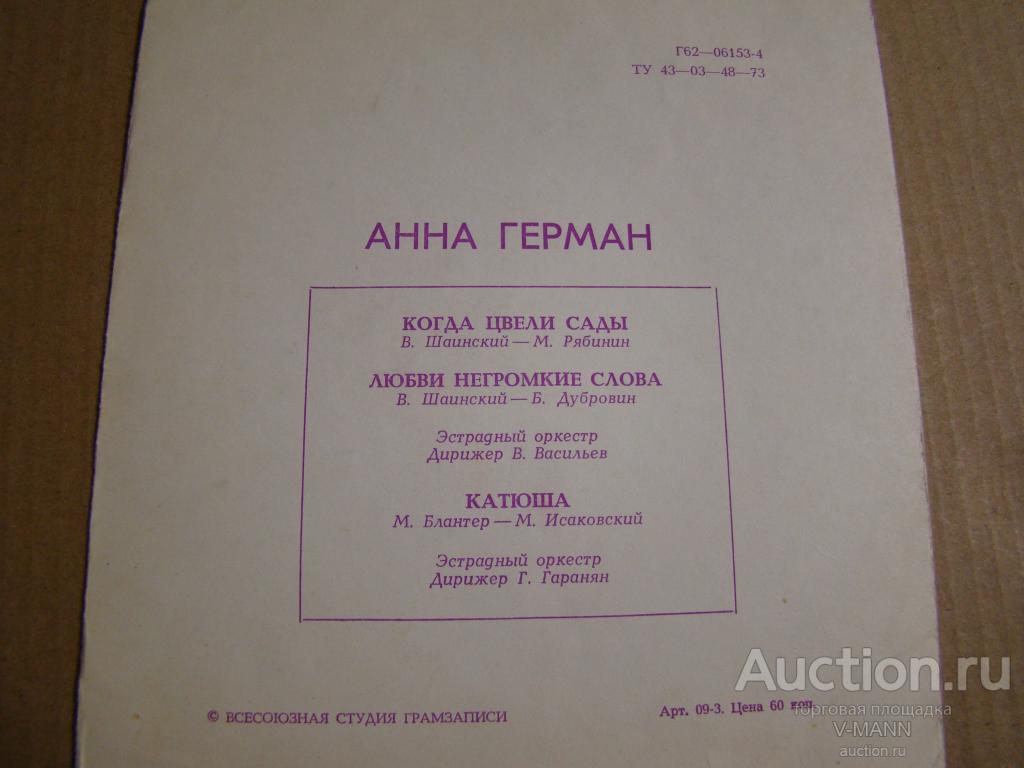 Г62—06153-4
ТУ 43—03—48—73
АННА ГЕРМАН
КОГДА ЦВЕЛИ САДЫ
В. Шаинский — М. Рябинин
ЛЮБВИ НЕГРОМКИЕ СЛОВА
В. Шаинский — Б. Дубровин
Эстрадный оркестр
Дирижер В. Васильев
КАТЮША
М. Блантер — М. Исаковский
Эстрадный оркестр
Дирижер Г. Гаранян
© ВСЕСОЮЗНАЯ СТУДИЯ ГРАМЗАПИСИ
Арт. 09-3. Цена 60 коп.
Auction.ru
торговая площадка
V-MANN
auction.ru